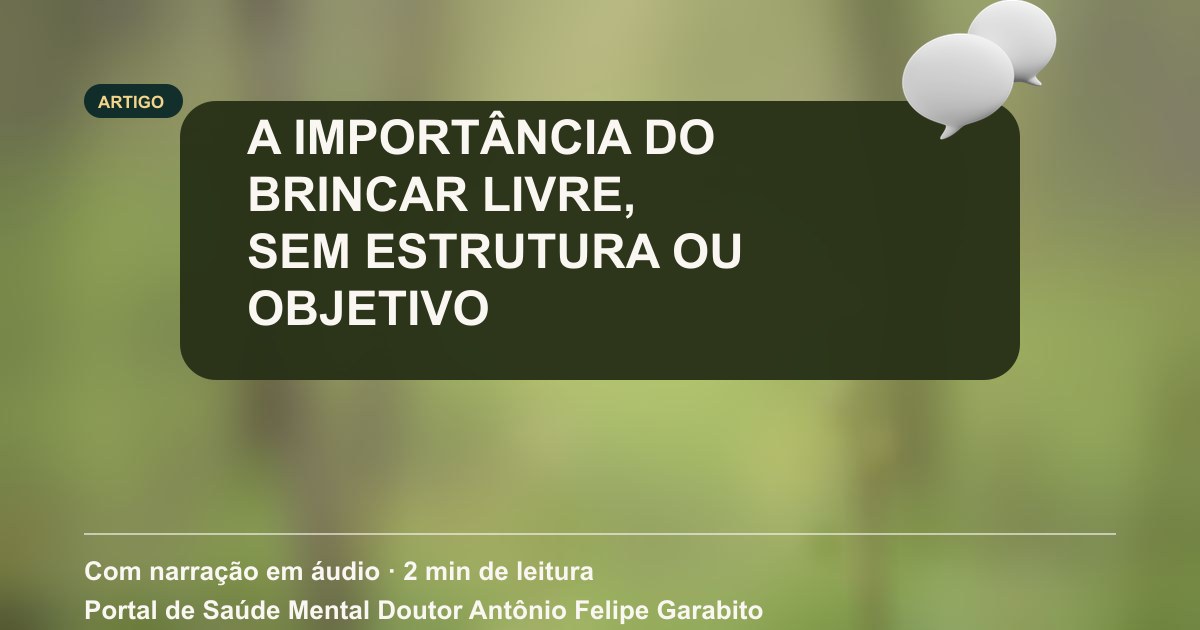 ARTIGO
A IMPORTÂNCIA DO
BRINCAR LIVRE,
SEM ESTRUTURA OU
OBJETIVO
Com narração em áudio · 2 min de leitura
Portal de Saúde Mental Doutor Antônio Felipe Garabito